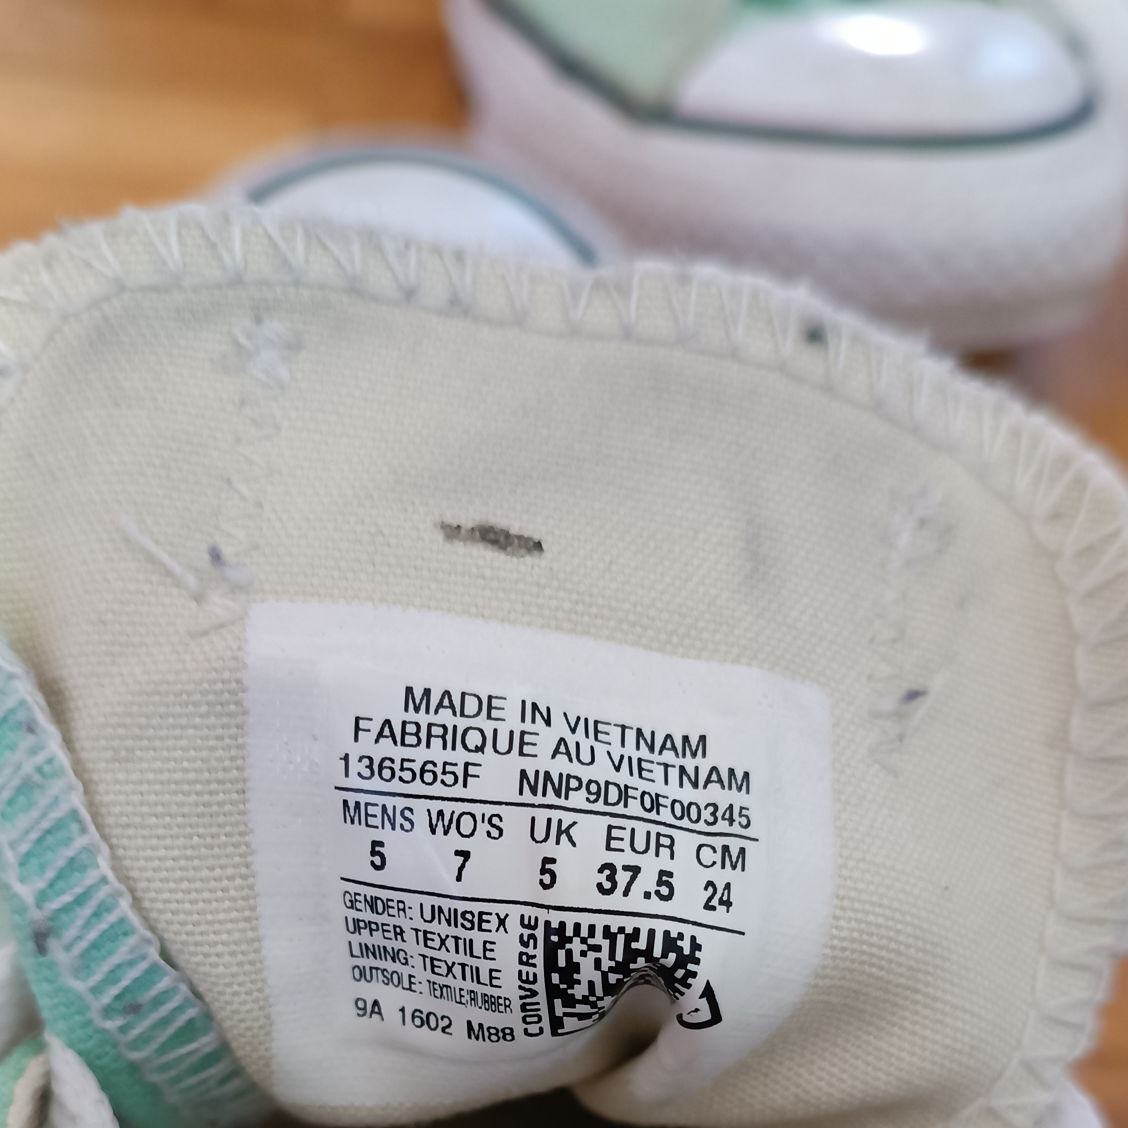 MADE IN VIETNAM
FABRIQUE AU VIETNAM
136565F NNP9DF0F00345
MENS WO'S UK EUR CM
5 7 5 37.5 24
GENDER: UNISEX
UPPER TEXTILE
LINING: TEXTILE
OUTSOLE: TEXTILE/RUBBER
9A 1602 M88
CONVERSE